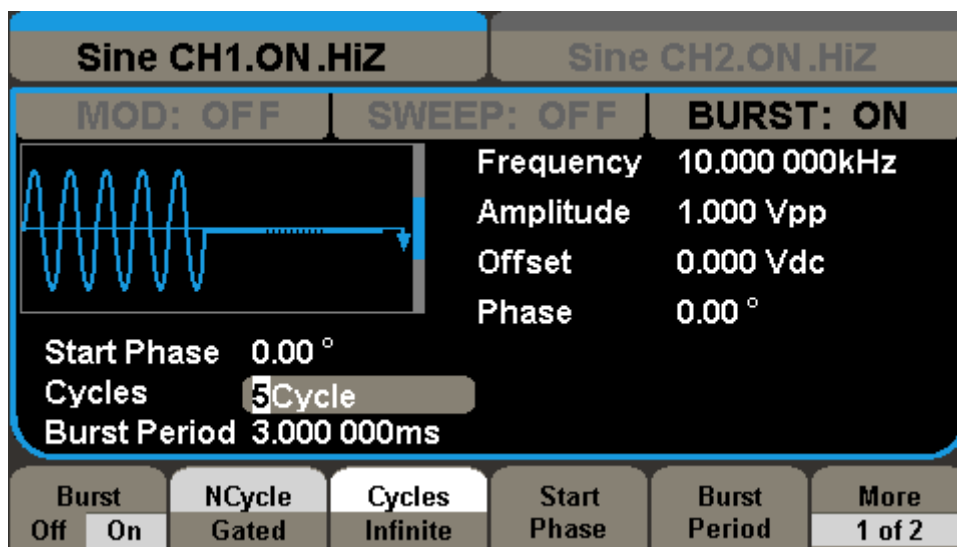 Sine CH1.ON.HiZ Sine CH2.ON.HiZ
MOD: OFF SWEEP: OFF BURST: ON
Frequency 10.000 000kHz
Amplitude 1.000 Vpp
Offset 0.000 Vdc
Phase 0.00 °
Start Phase 0.00 °
Cycles 5Cycle
Burst Period 3.000 000ms
Burst NCycle Cycles Start Burst More
Off On Gated Infinite Phase Period 1 of 2